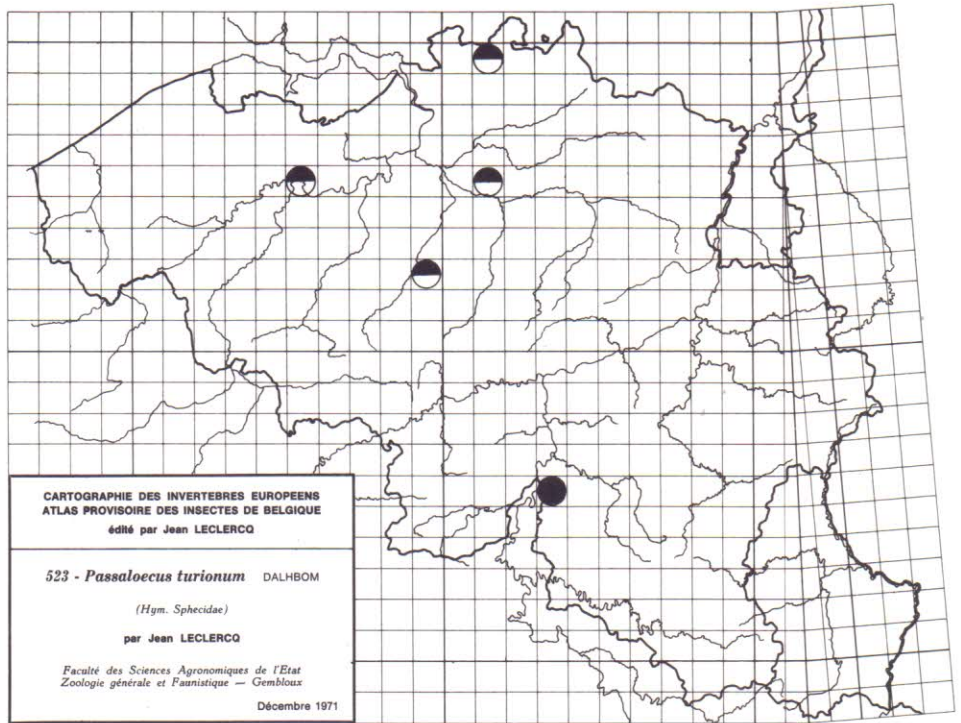 CARTOGRAPHIE DES INVERTEBRES EUROPEENS
ATLAS PROVISOIRE DES INSECTES DE BELGIQUE
édité par Jean LECLERCQ
523 - Passaloecus turionum DALHBOM
(Hym. Sphecidae)
par Jean LECLERCQ
Faculté des Sciences Agronomiques de l'Etat
Zoologie générale et Faunistique — Gembloux
Décembre 1971